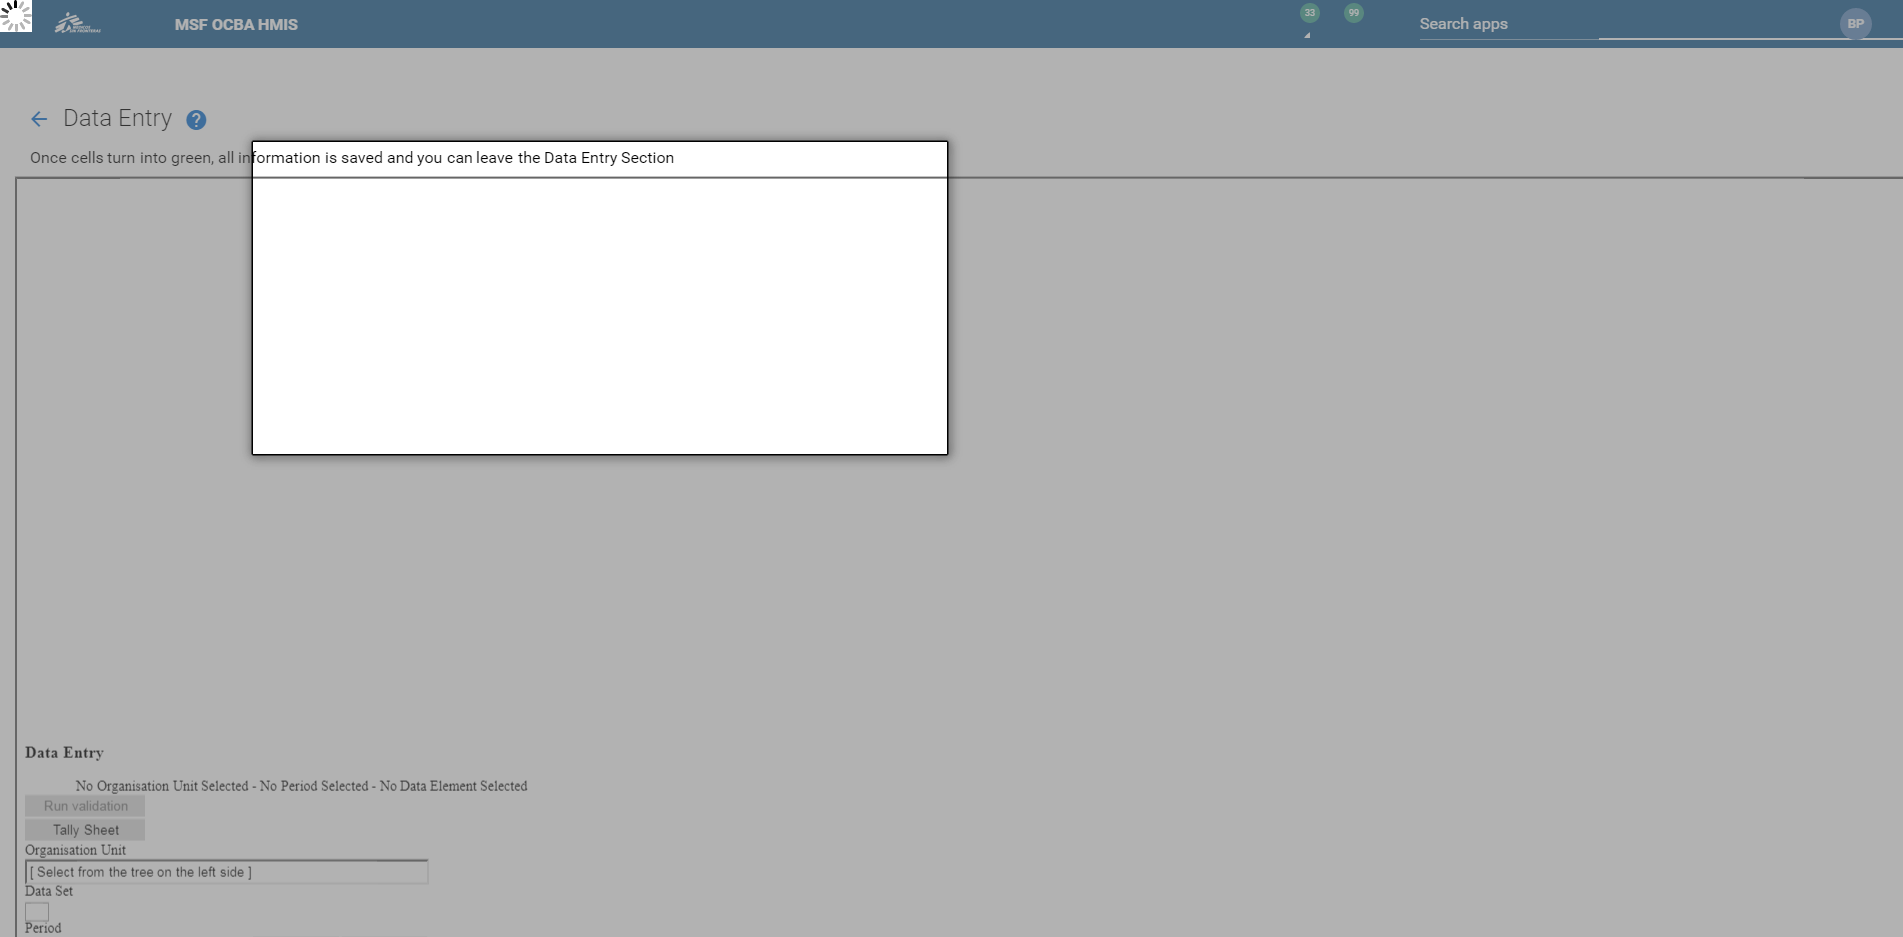 MSF OCBA HMIS
33
99
Search apps
BP
Data Entry ?
Once cells turn into green, all information is saved and you can leave the Data Entry Section
Data Entry
No Organisation Unit Selected - No Period Selected - No Data Element Selected
Run validation
Tally Sheet
Organisation Unit
[ Select from the tree on the left side ]
Data Set
Period